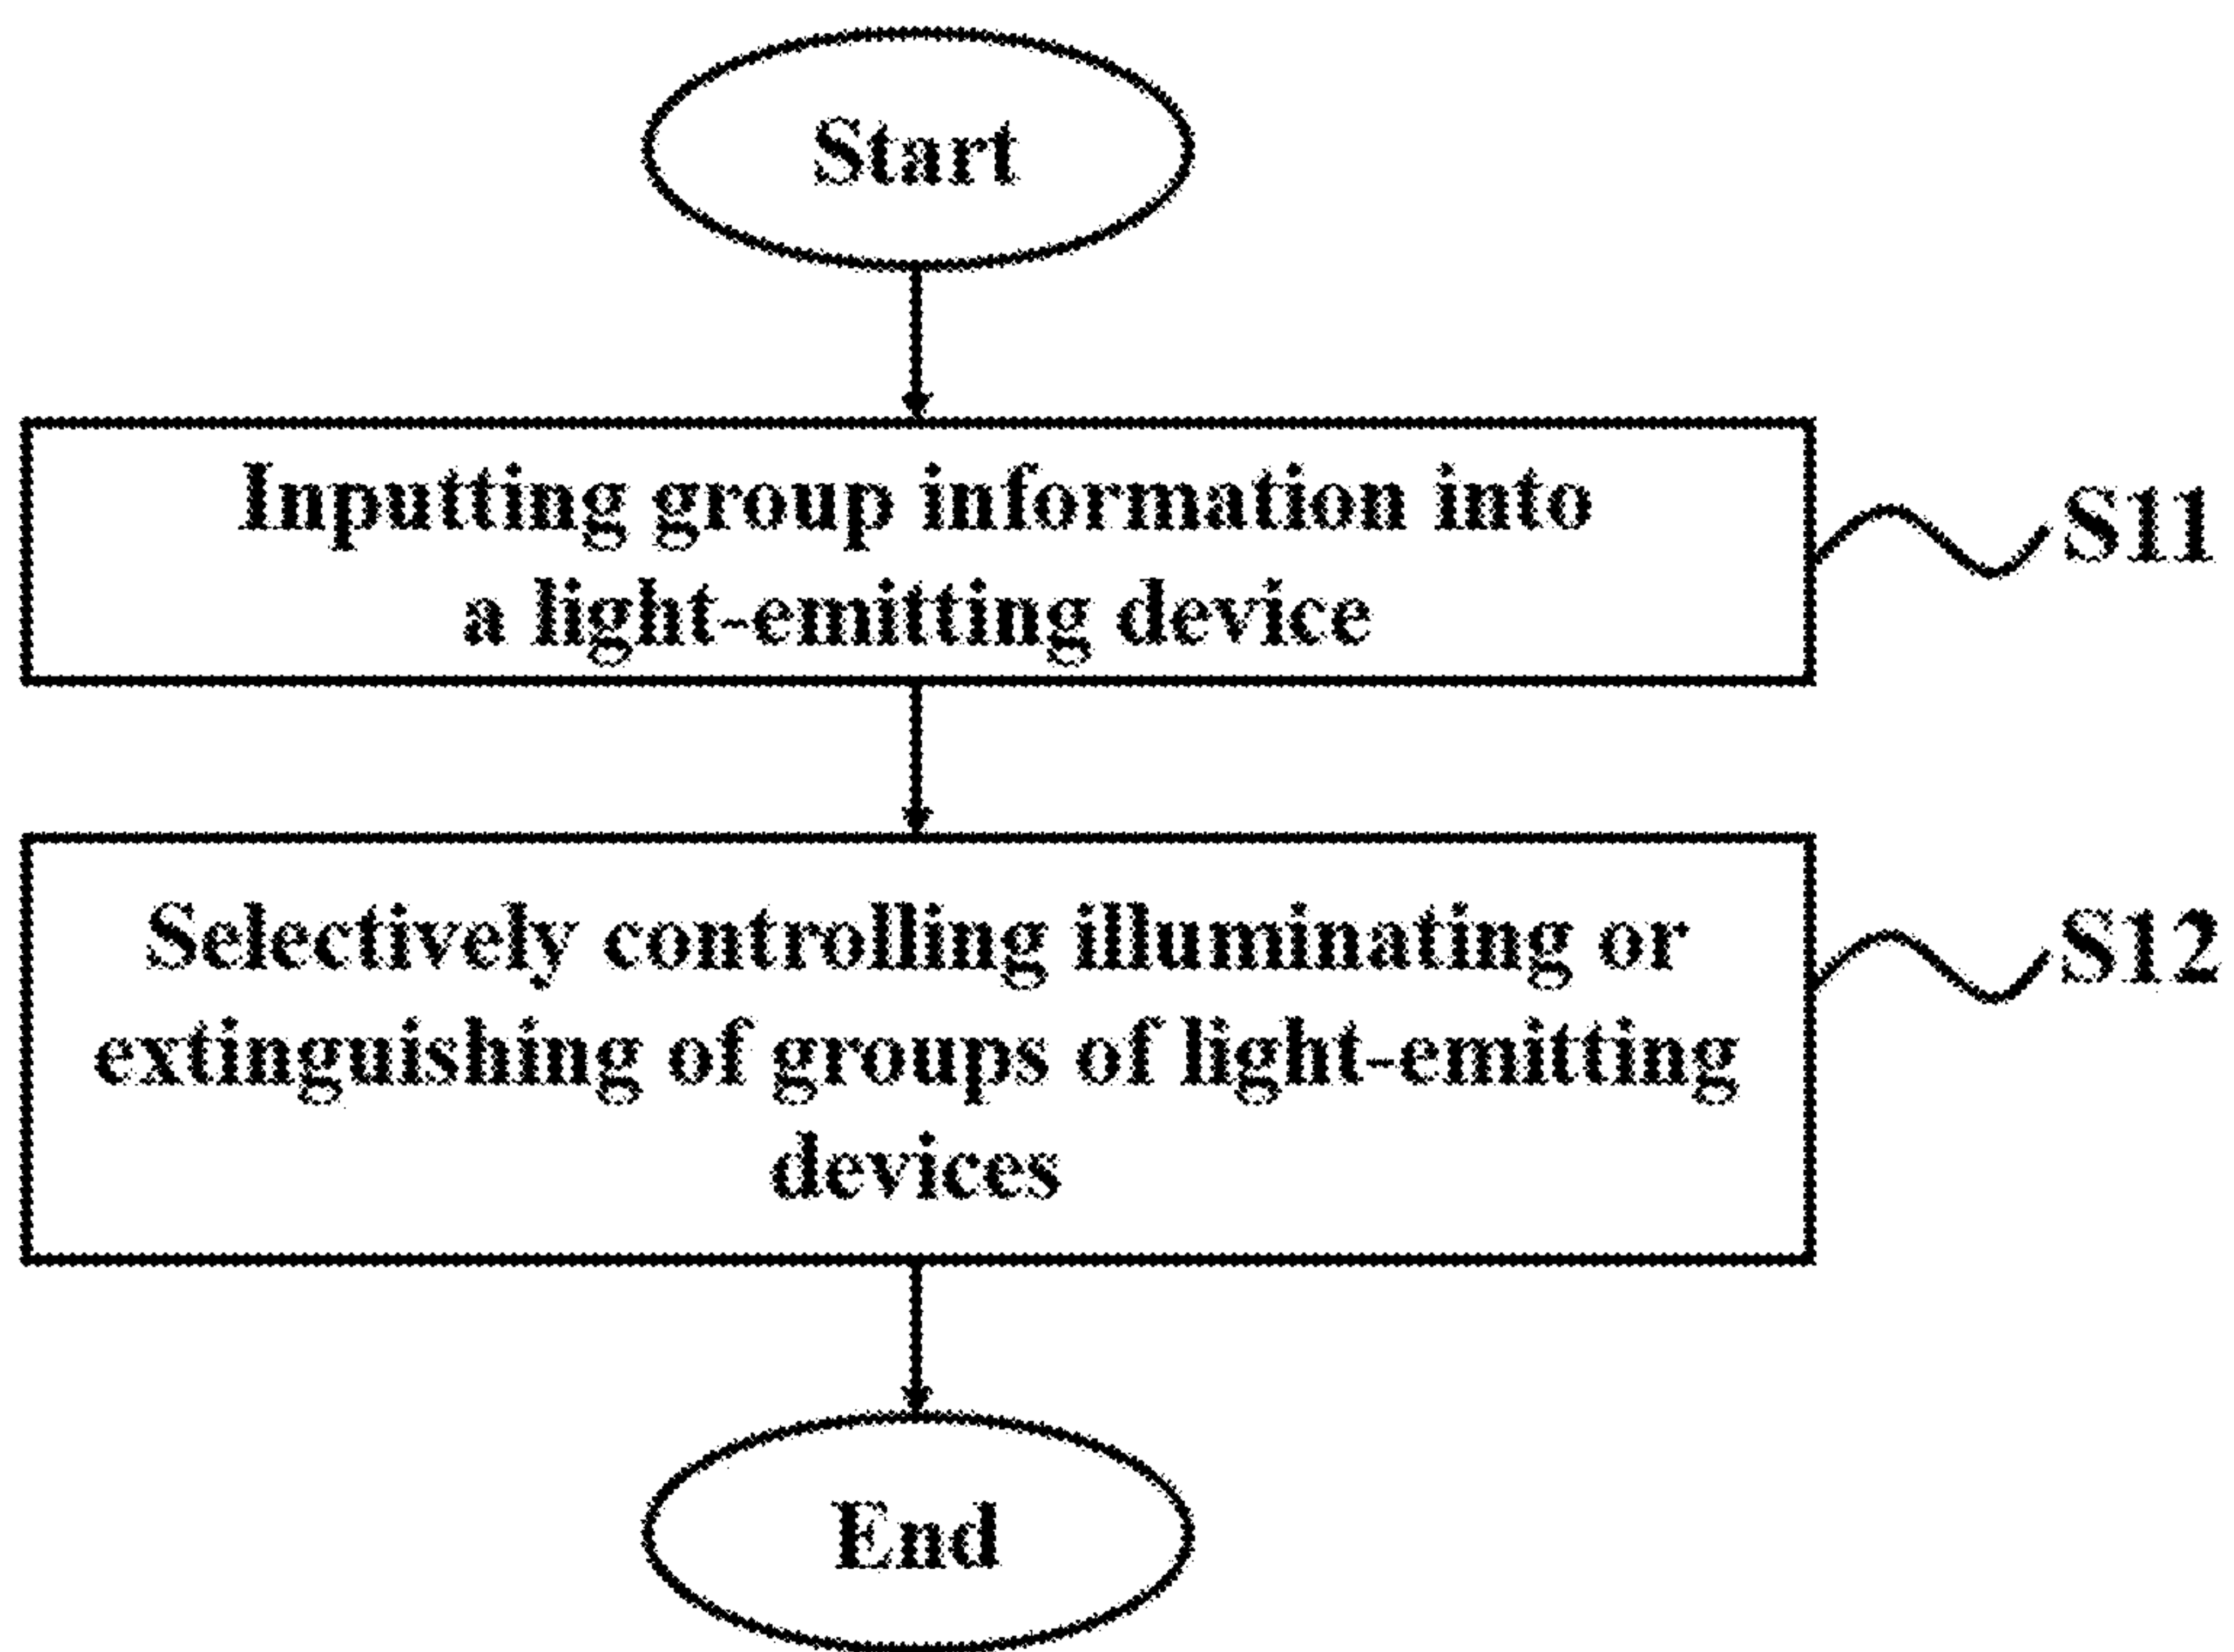 Start
Inputting group information into
a light-emitting device
S11
Selectively controlling illuminating or
extinguishing of groups of light-emitting
devices
S12
End